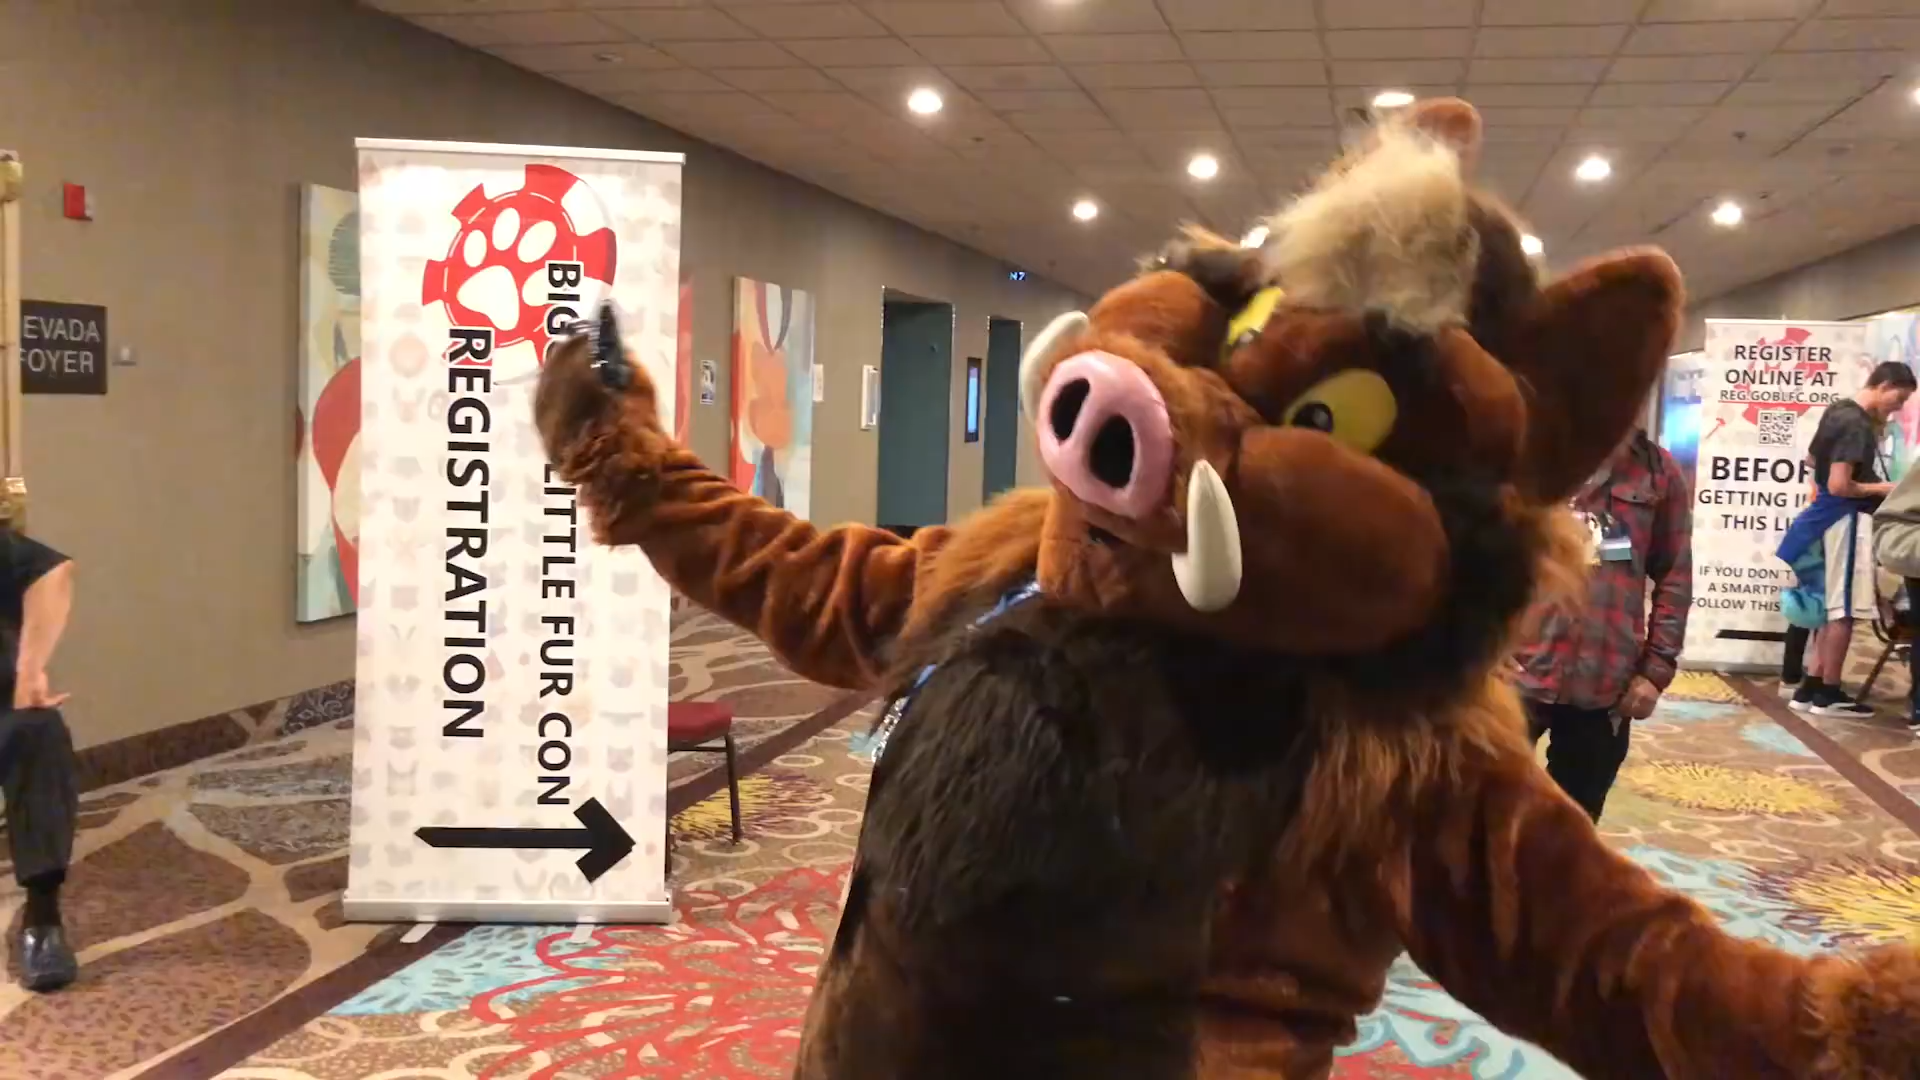 EVADA
FOYER
BIG
LITTLE FUR CON
REGISTRATION
REGISTER
ONLINE AT
REG.GOBLFC.ORG
BEFOR
GETTING I
THIS LI
IF YOU DON'T
A SMARTP
FOLLOW THIS